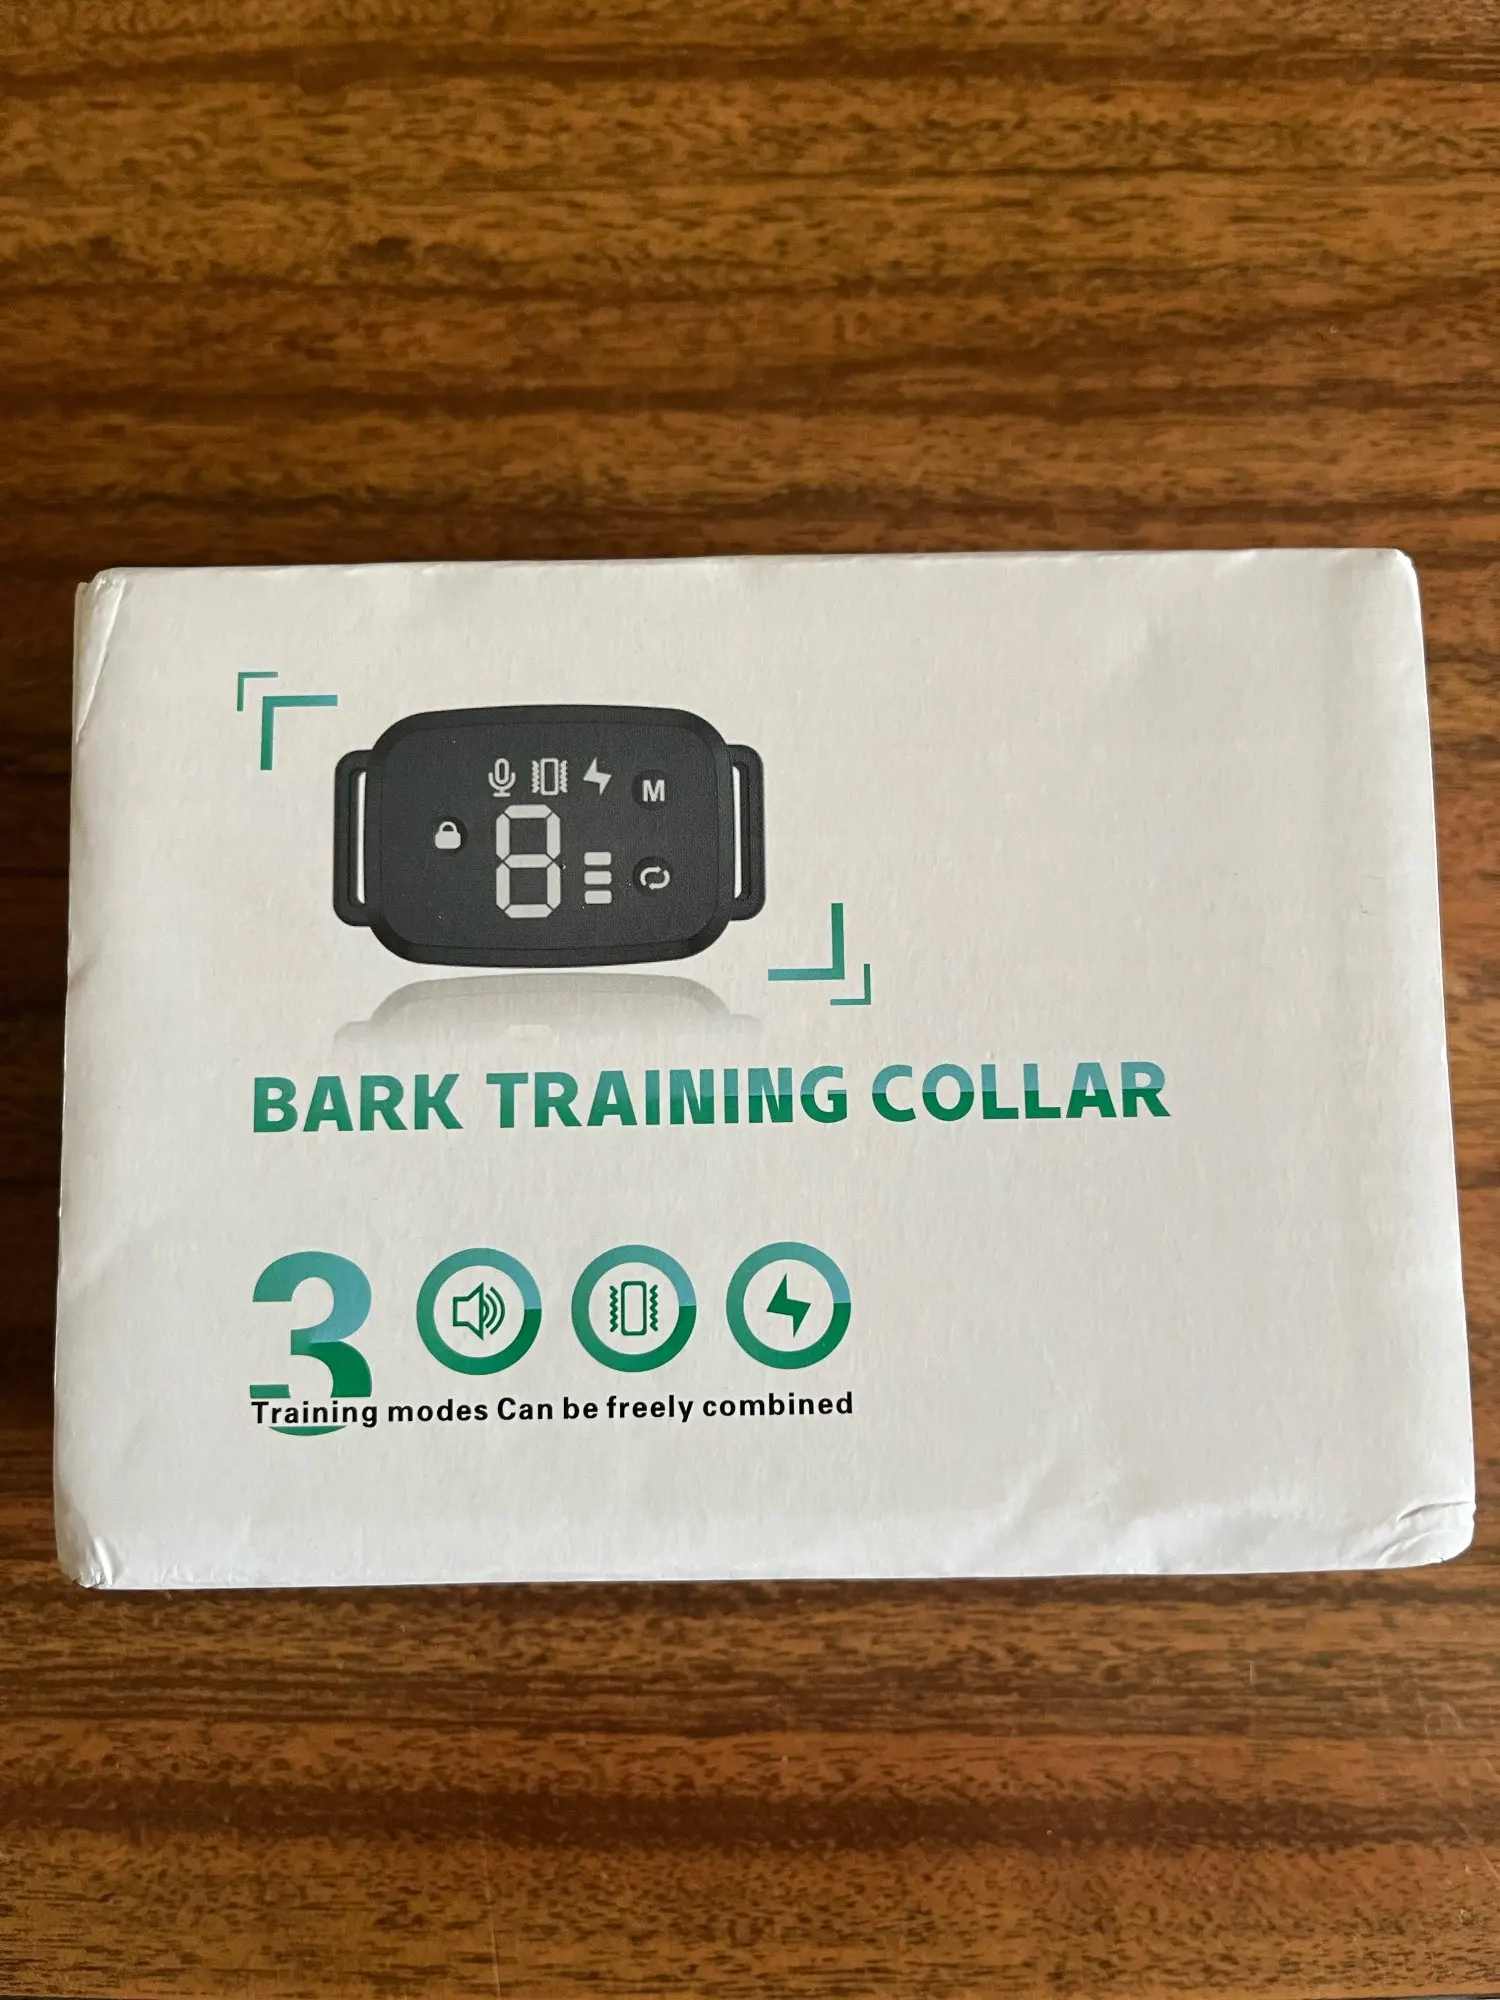 M
8
BARK TRAINING COLLAR
3
Training modes Can be freely combined